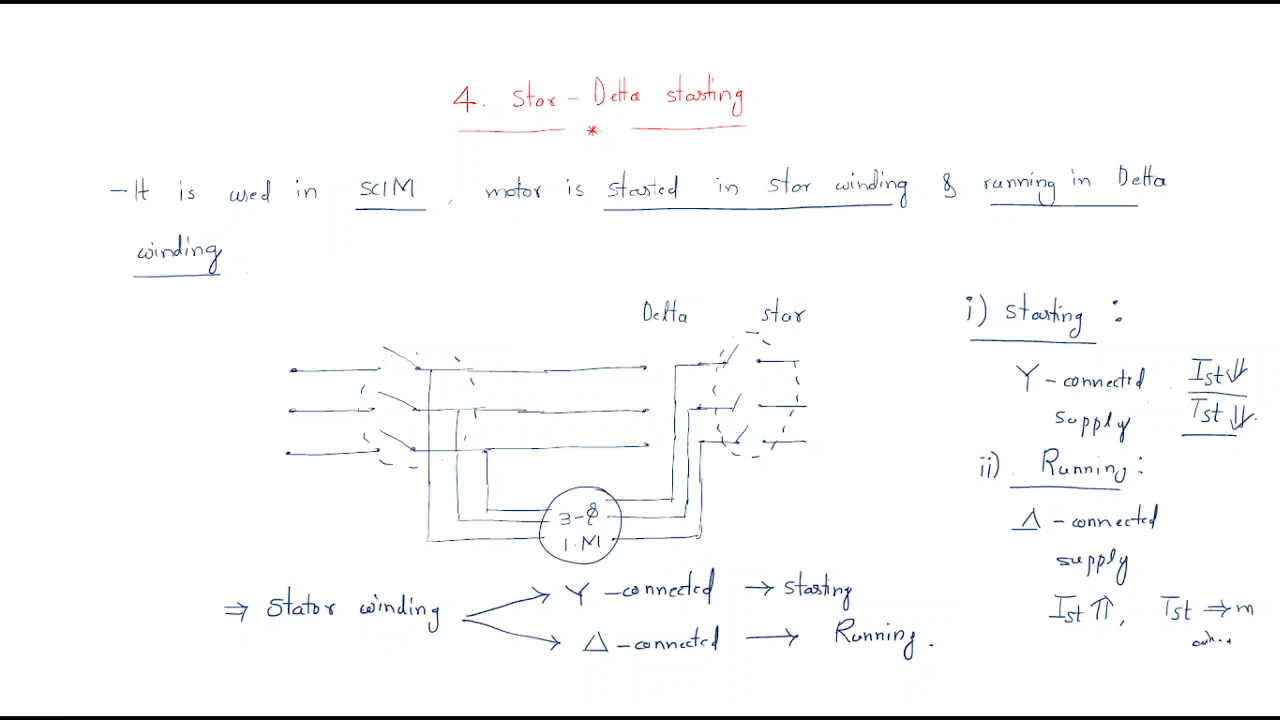 4. Star - Delta starting
*
- It is used in SCIM, motor is started in star winding & running in Delta
winding
Delta star
i) Starting :
Y - connected Ist ↓↓
supply Tst ↓↓.
ii) Running :
Δ - connected
supply
Ist ⇈, Tst ⇒ m
3-ϕ
I.M
⇒ Stator winding
Y - connected → starting
Δ - connected → Running.